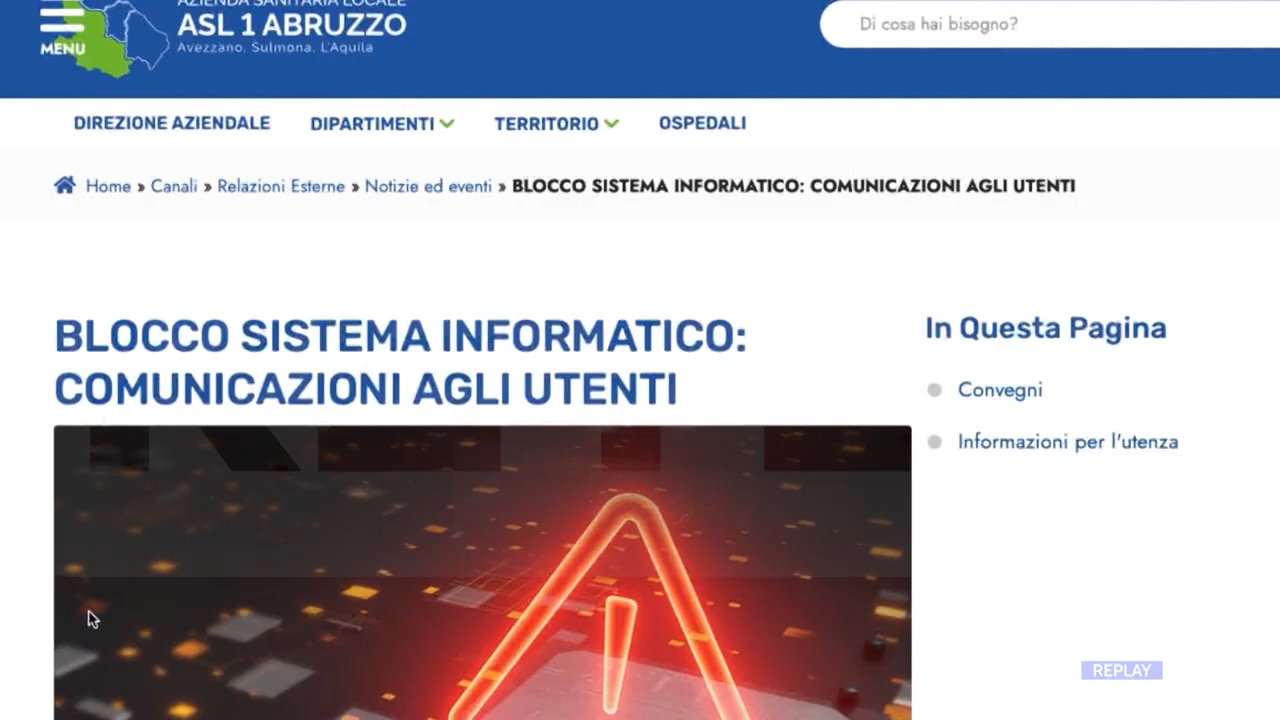 AZIENDA SANITARIA LOCALE
ASL 1 ABRUZZO
Avezzano, Sulmona, L'Aquila
MENU
Di cosa hai bisogno?
DIREZIONE AZIENDALE DIPARTIMENTI TERRITORIO OSPEDALI
Home » Canali » Relazioni Esterne » Notizie ed eventi » BLOCCO SISTEMA INFORMATICO: COMUNICAZIONI AGLI UTENTI
BLOCCO SISTEMA INFORMATICO:
COMUNICAZIONI AGLI UTENTI
In Questa Pagina
Convegni
Informazioni per l'utenza
REPLAY